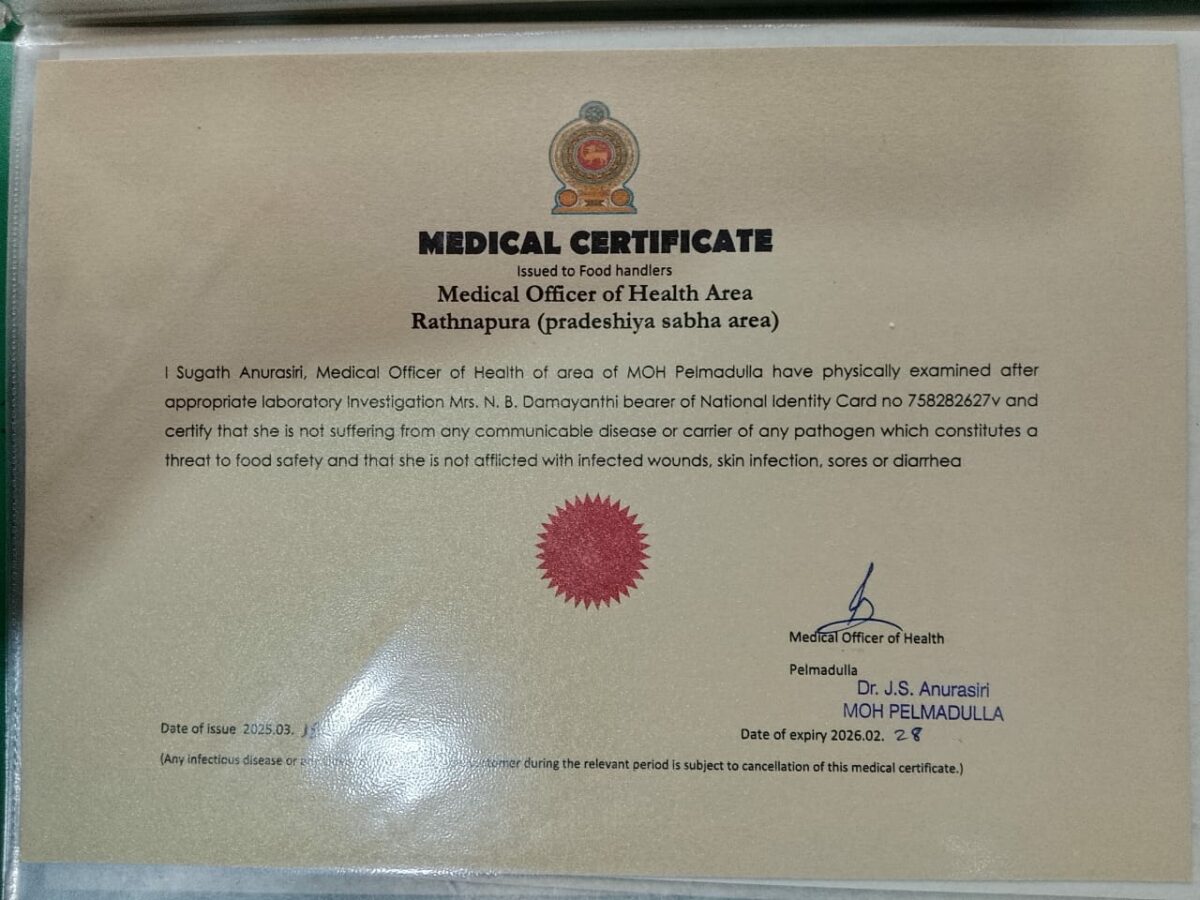 MEDICAL CERTIFICATE
Issued to Food handlers
Medical Officer of Health Area
Rathnapura (pradeshiya sabha area)
I Sugath Anurasiri, Medical Officer of Health of area of MOH Pelmadulla have physically examined after
appropriate laboratory Investigation Mrs. N. B. Damayanthi bearer of National Identity Card no 758282627v and
certify that she is not suffering from any communicable disease or carrier of any pathogen which constitutes a
threat to food safety and that she is not afflicted with infected wounds, skin infection, sores or diarrhea
Medical Officer of Health
Pelmadulla
Dr. J.S. Anurasiri
MOH PELMADULLA
Date of issue 2025.03.
Date of expiry 2026.02. 28
(Any infectious disease or during the relevant period is subject to cancellation of this medical certificate.)